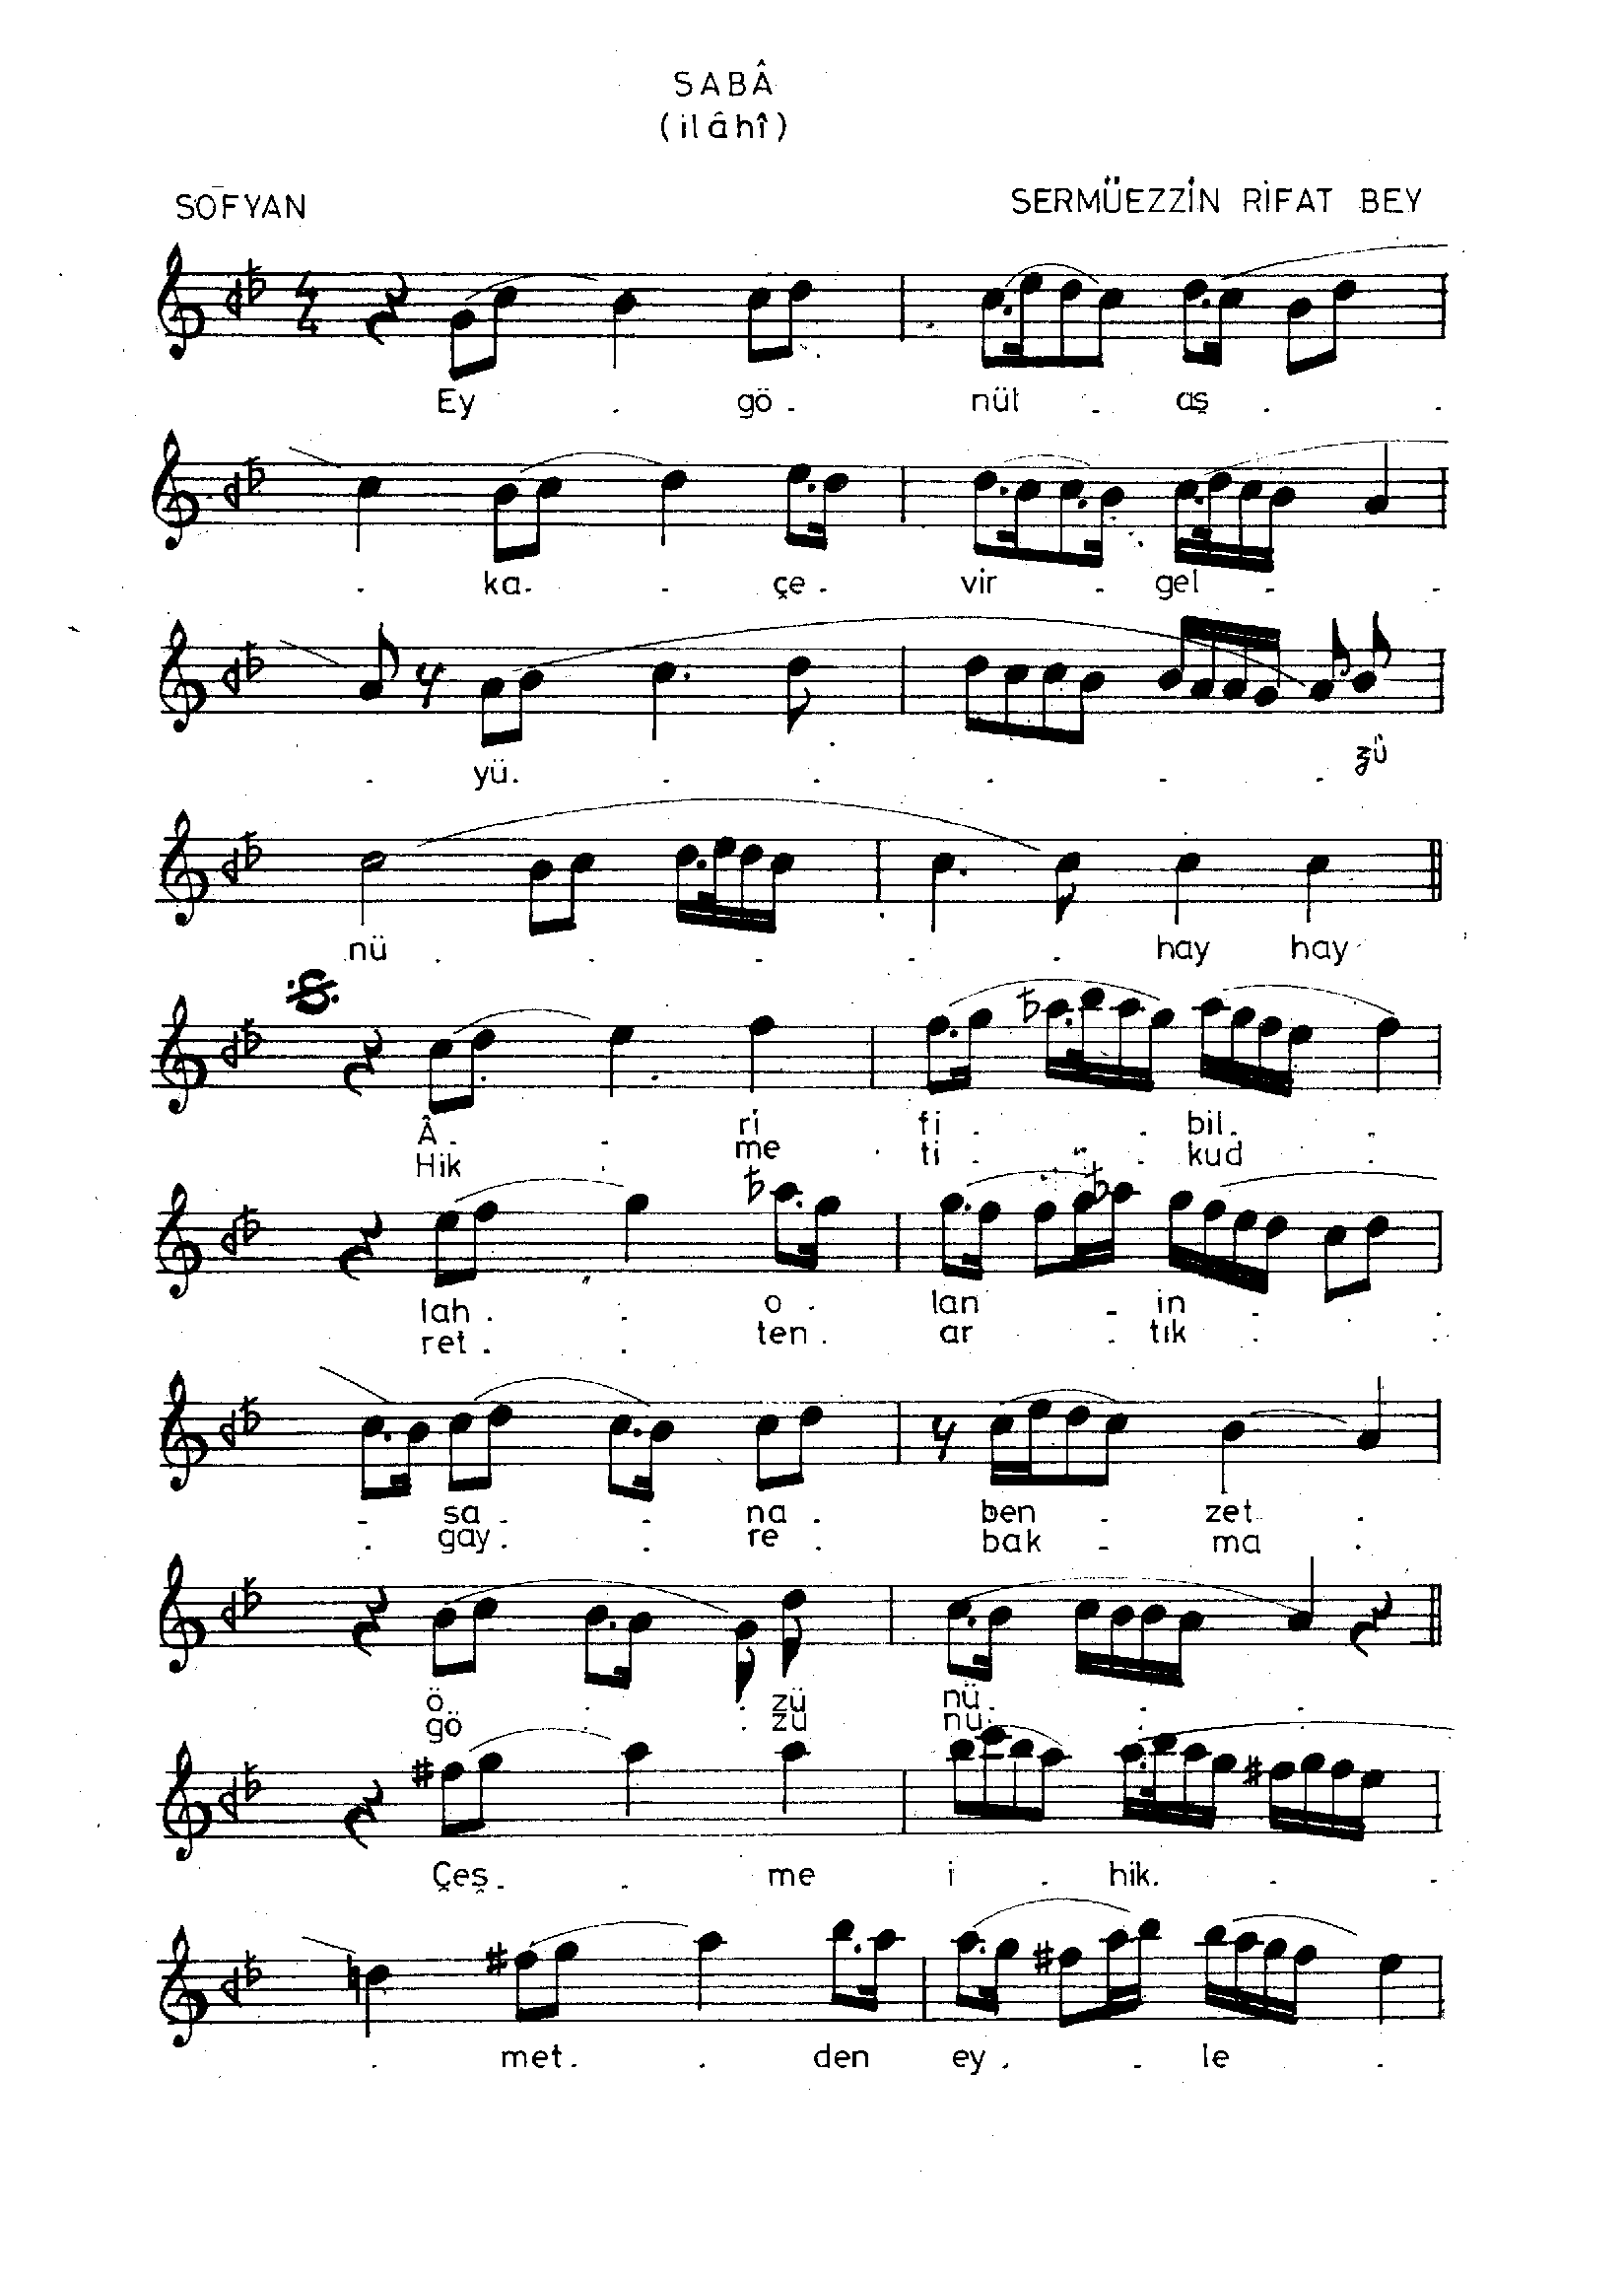 SABÂ
(ilâhî)
SOFYAN SERMÜEZZİN RİFAT BEY
4
4
Ey . gö . nül . aş . .
. ka . . çe . vir . gel . .
. yü . . . . . . zû
nü . . . . . hay hay
Â . . ri fi . . bil . .
Hik . me . ti . . kud . .
lah . . o . lan . in . .
ret . . ten . ar . tık . .
. sa . . na . ben . zet .
. gay . . re . bak . ma .
ö . . . zü nü . . .
gö . . zü nü . . .
Çeş . . me i . hik . . .
. met . . den ey . . le .